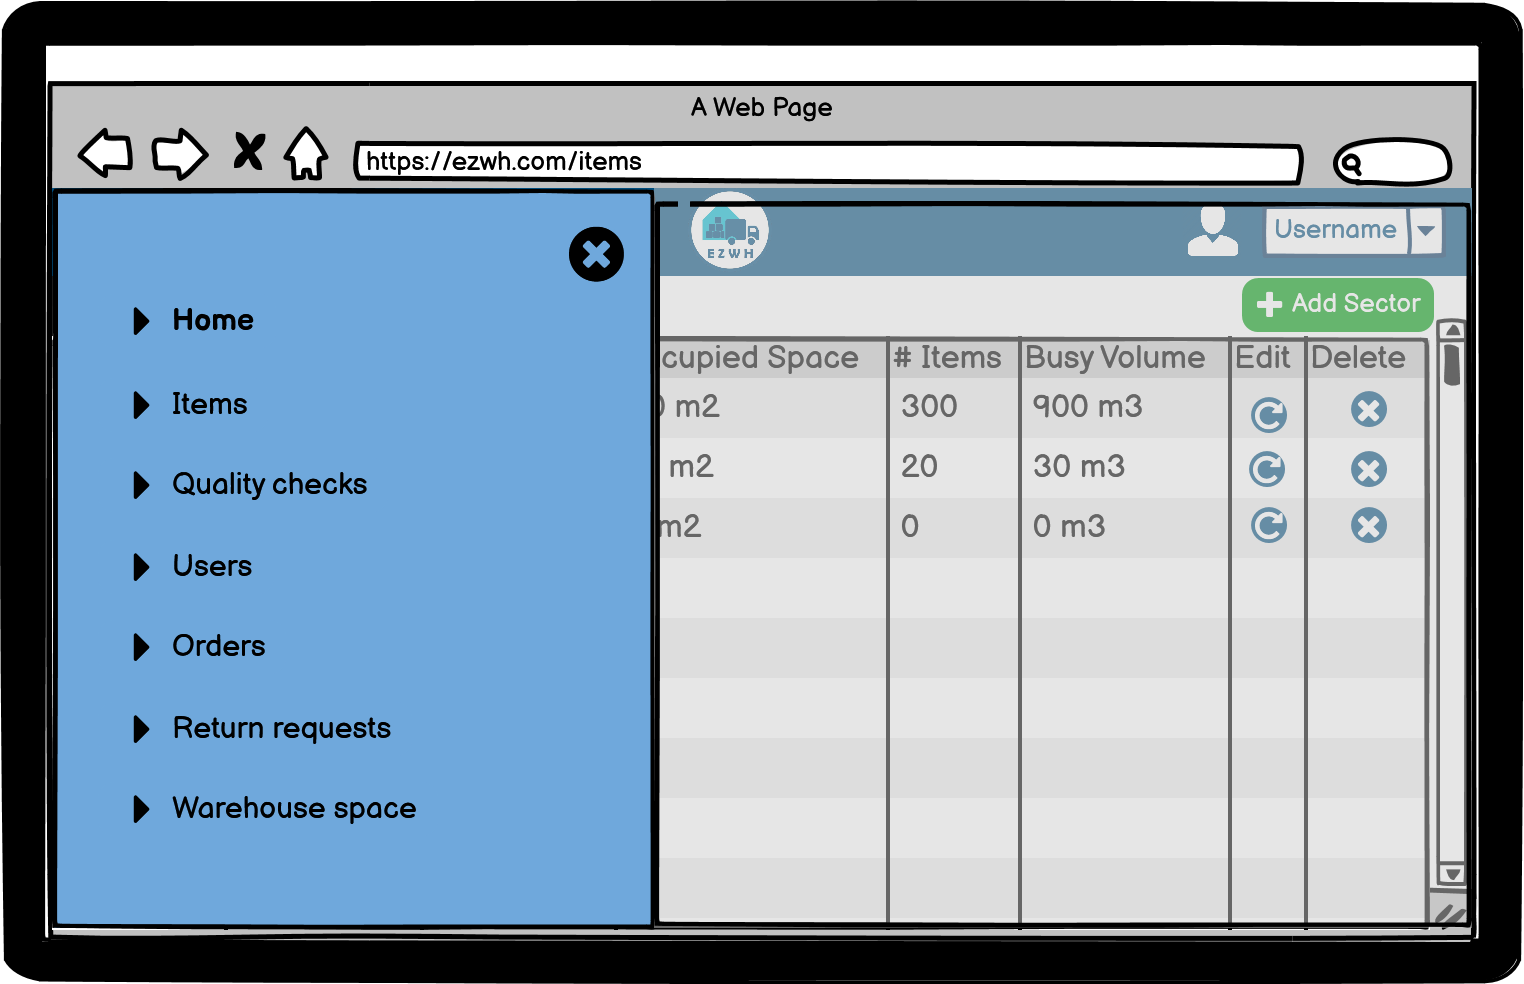 A Web Page
https://ezwh.com/items
EZWH
Username
Home
Items
Quality checks
Users
Orders
Return requests
Warehouse space
Add Sector
cupied Space # Items Busy Volume Edit Delete
m2 300 900 m3
m2 20 30 m3
m2 0 0 m3